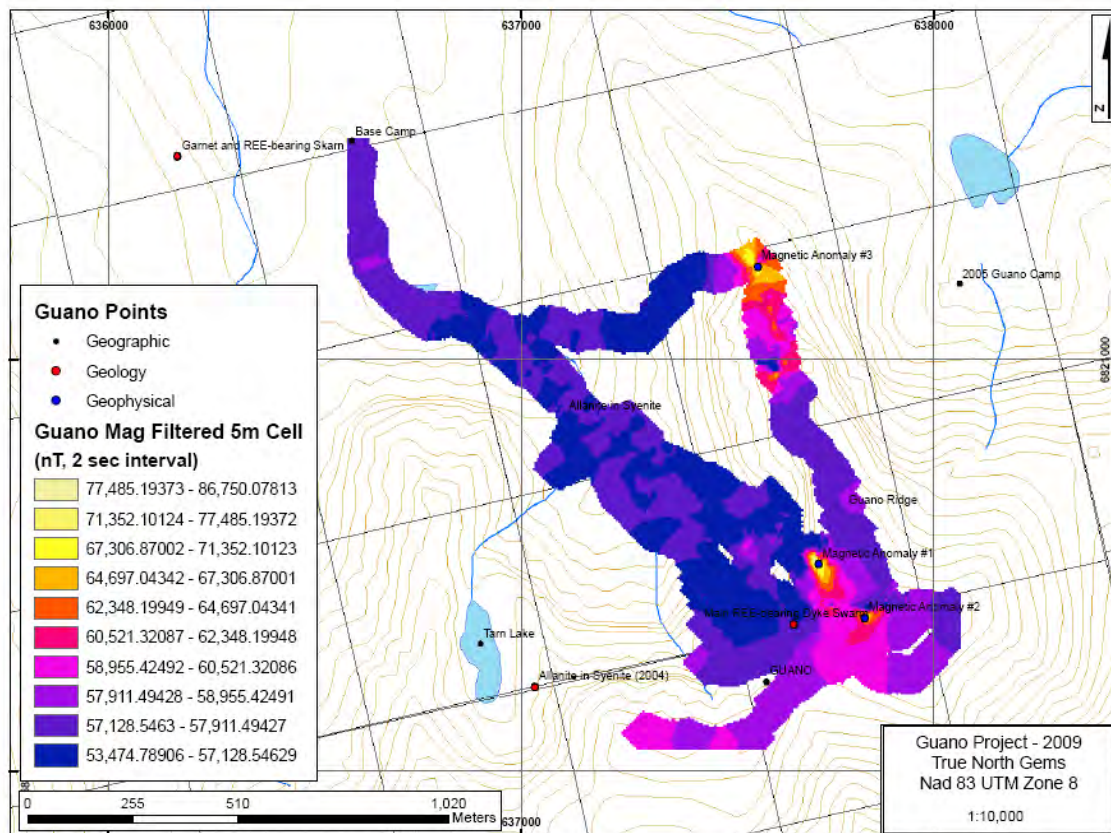 636000
637000
638000
Base Camp
Garnet and REE-bearing Skarn
Magnetic Anomaly #3
2005 Guano Camp
6821000
Allanite in Syenite
Guano Ridge
Magnetic Anomaly #1
Main REE-bearing Dyke Swarm
Magnetic Anomaly #2
Tarn Lake
Allanite in Syenite (2004)
GUANO
N
Guano Points
Geographic
Geology
Geophysical
Guano Mag Filtered 5m Cell
(nT, 2 sec interval)
77,485.19373 - 86,750.07813
71,352.10124 - 77,485.19372
67,306.87002 - 71,352.10123
64,697.04342 - 67,306.87001
62,348.19949 - 64,697.04341
60,521.32087 - 62,348.19948
58,955.42492 - 60,521.32086
57,911.49428 - 58,955.42491
57,128.5463 - 57,911.49427
53,474.78906 - 57,128.54629
0 255 510 1,020
Meters
637000
Guano Project - 2009
True North Gems
Nad 83 UTM Zone 8
1:10,000